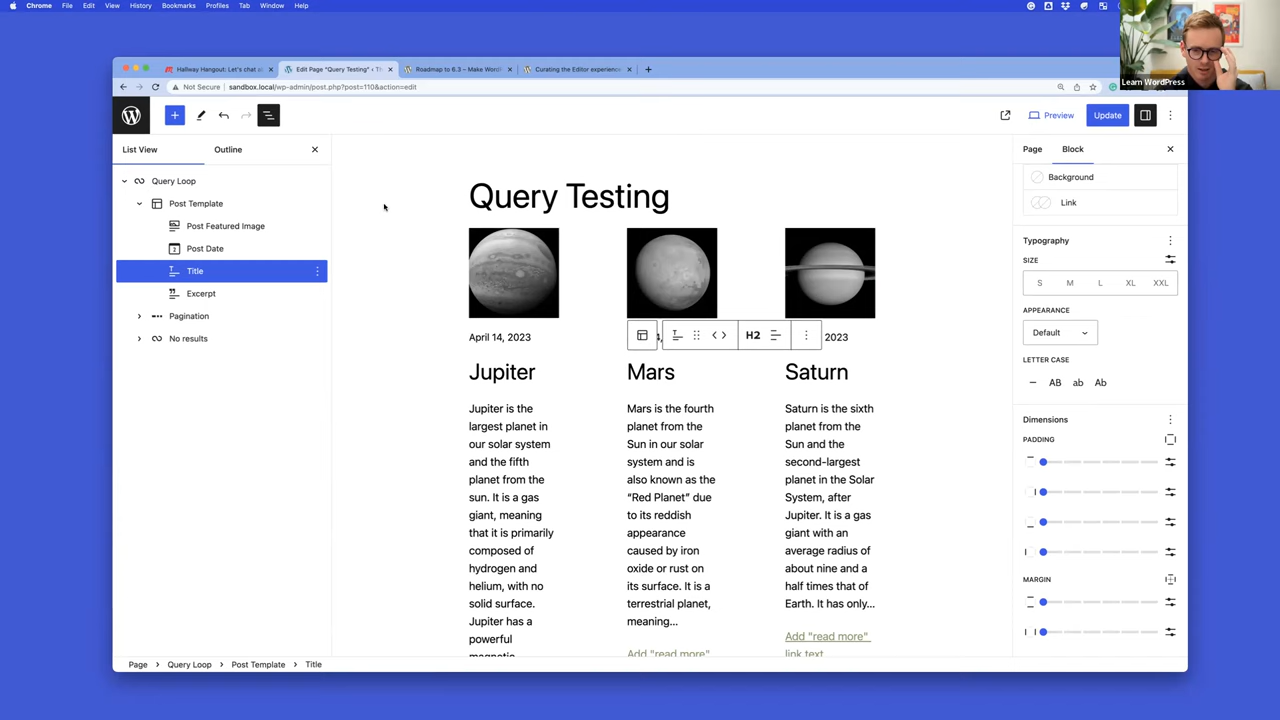 Chrome File Edit View History Bookmarks Profiles Tab Window Help
Learn WordPress
Hallway Hangout: Let's chat a
Edit Page "Query Testing" ‹ T
Roadmap to 6.3 – Make Word
Curating the Editor experienc
Not Secure sandbox.local/wp-admin/post.php?post=110&action=edit
Preview Update
List View Outline
Page Block
Query Loop
Post Template
Post Featured Image
Post Date
Title
Excerpt
Pagination
No results
Query Testing
April 14, 2023
4, H2 2023
Jupiter
Jupiter is the
largest planet in
our solar system
and the fifth
planet from the
sun. It is a gas
giant, meaning
that it is primarily
composed of
hydrogen and
helium, with no
solid surface.
Jupiter has a
powerful
magnetic
Mars
Mars is the fourth
planet from the
Sun in our solar
system and is
also known as the
“Red Planet” due
to its reddish
appearance
caused by iron
oxide or rust on
its surface. It is a
terrestrial planet,
meaning…
Add "read more"
Saturn
Saturn is the sixth
planet from the
Sun and the
second-largest
planet in the Solar
System, after
Jupiter. It is a gas
giant with an
average radius of
about nine and a
half times that of
Earth. It has only…
Add "read more"
link text
Background
Link
Typography
SIZE
S M L XL XXL
APPEARANCE
Default
LETTER CASE
– AB ab Ab
Dimensions
PADDING
MARGIN
Page › Query Loop › Post Template › Title